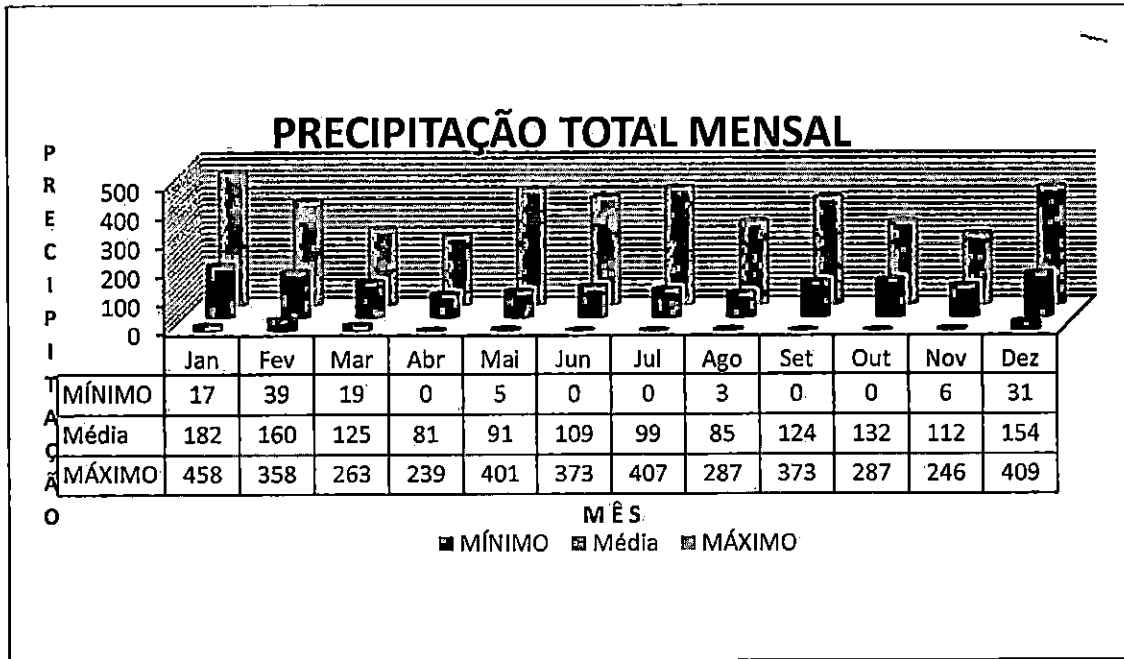 PRECIPITAÇÃO TOTAL MENSAL
PRECIPITAÇÃO
500
400
300
200
100
0
Jan Fev Mar Abr Mai Jun Jul Ago Set Out Nov Dez
MÍNIMO 17 39 19 0 5 0 0 3 0 0 6 31
Média 182 160 125 81 91 109 99 85 124 132 112 154
MÁXIMO 458 358 263 239 401 373 407 287 373 287 246 409
MÊS
MÍNIMO Média MÁXIMO